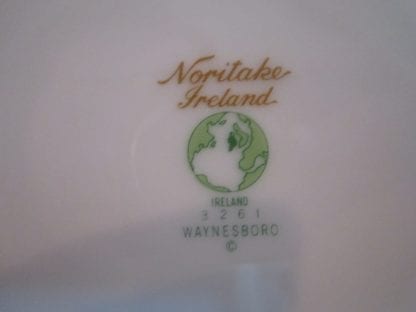 Noritake
Ireland
IRELAND
3261
WAYNESBORO
©